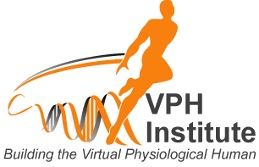 VPH
Institute
Building the Virtual Physiological Human